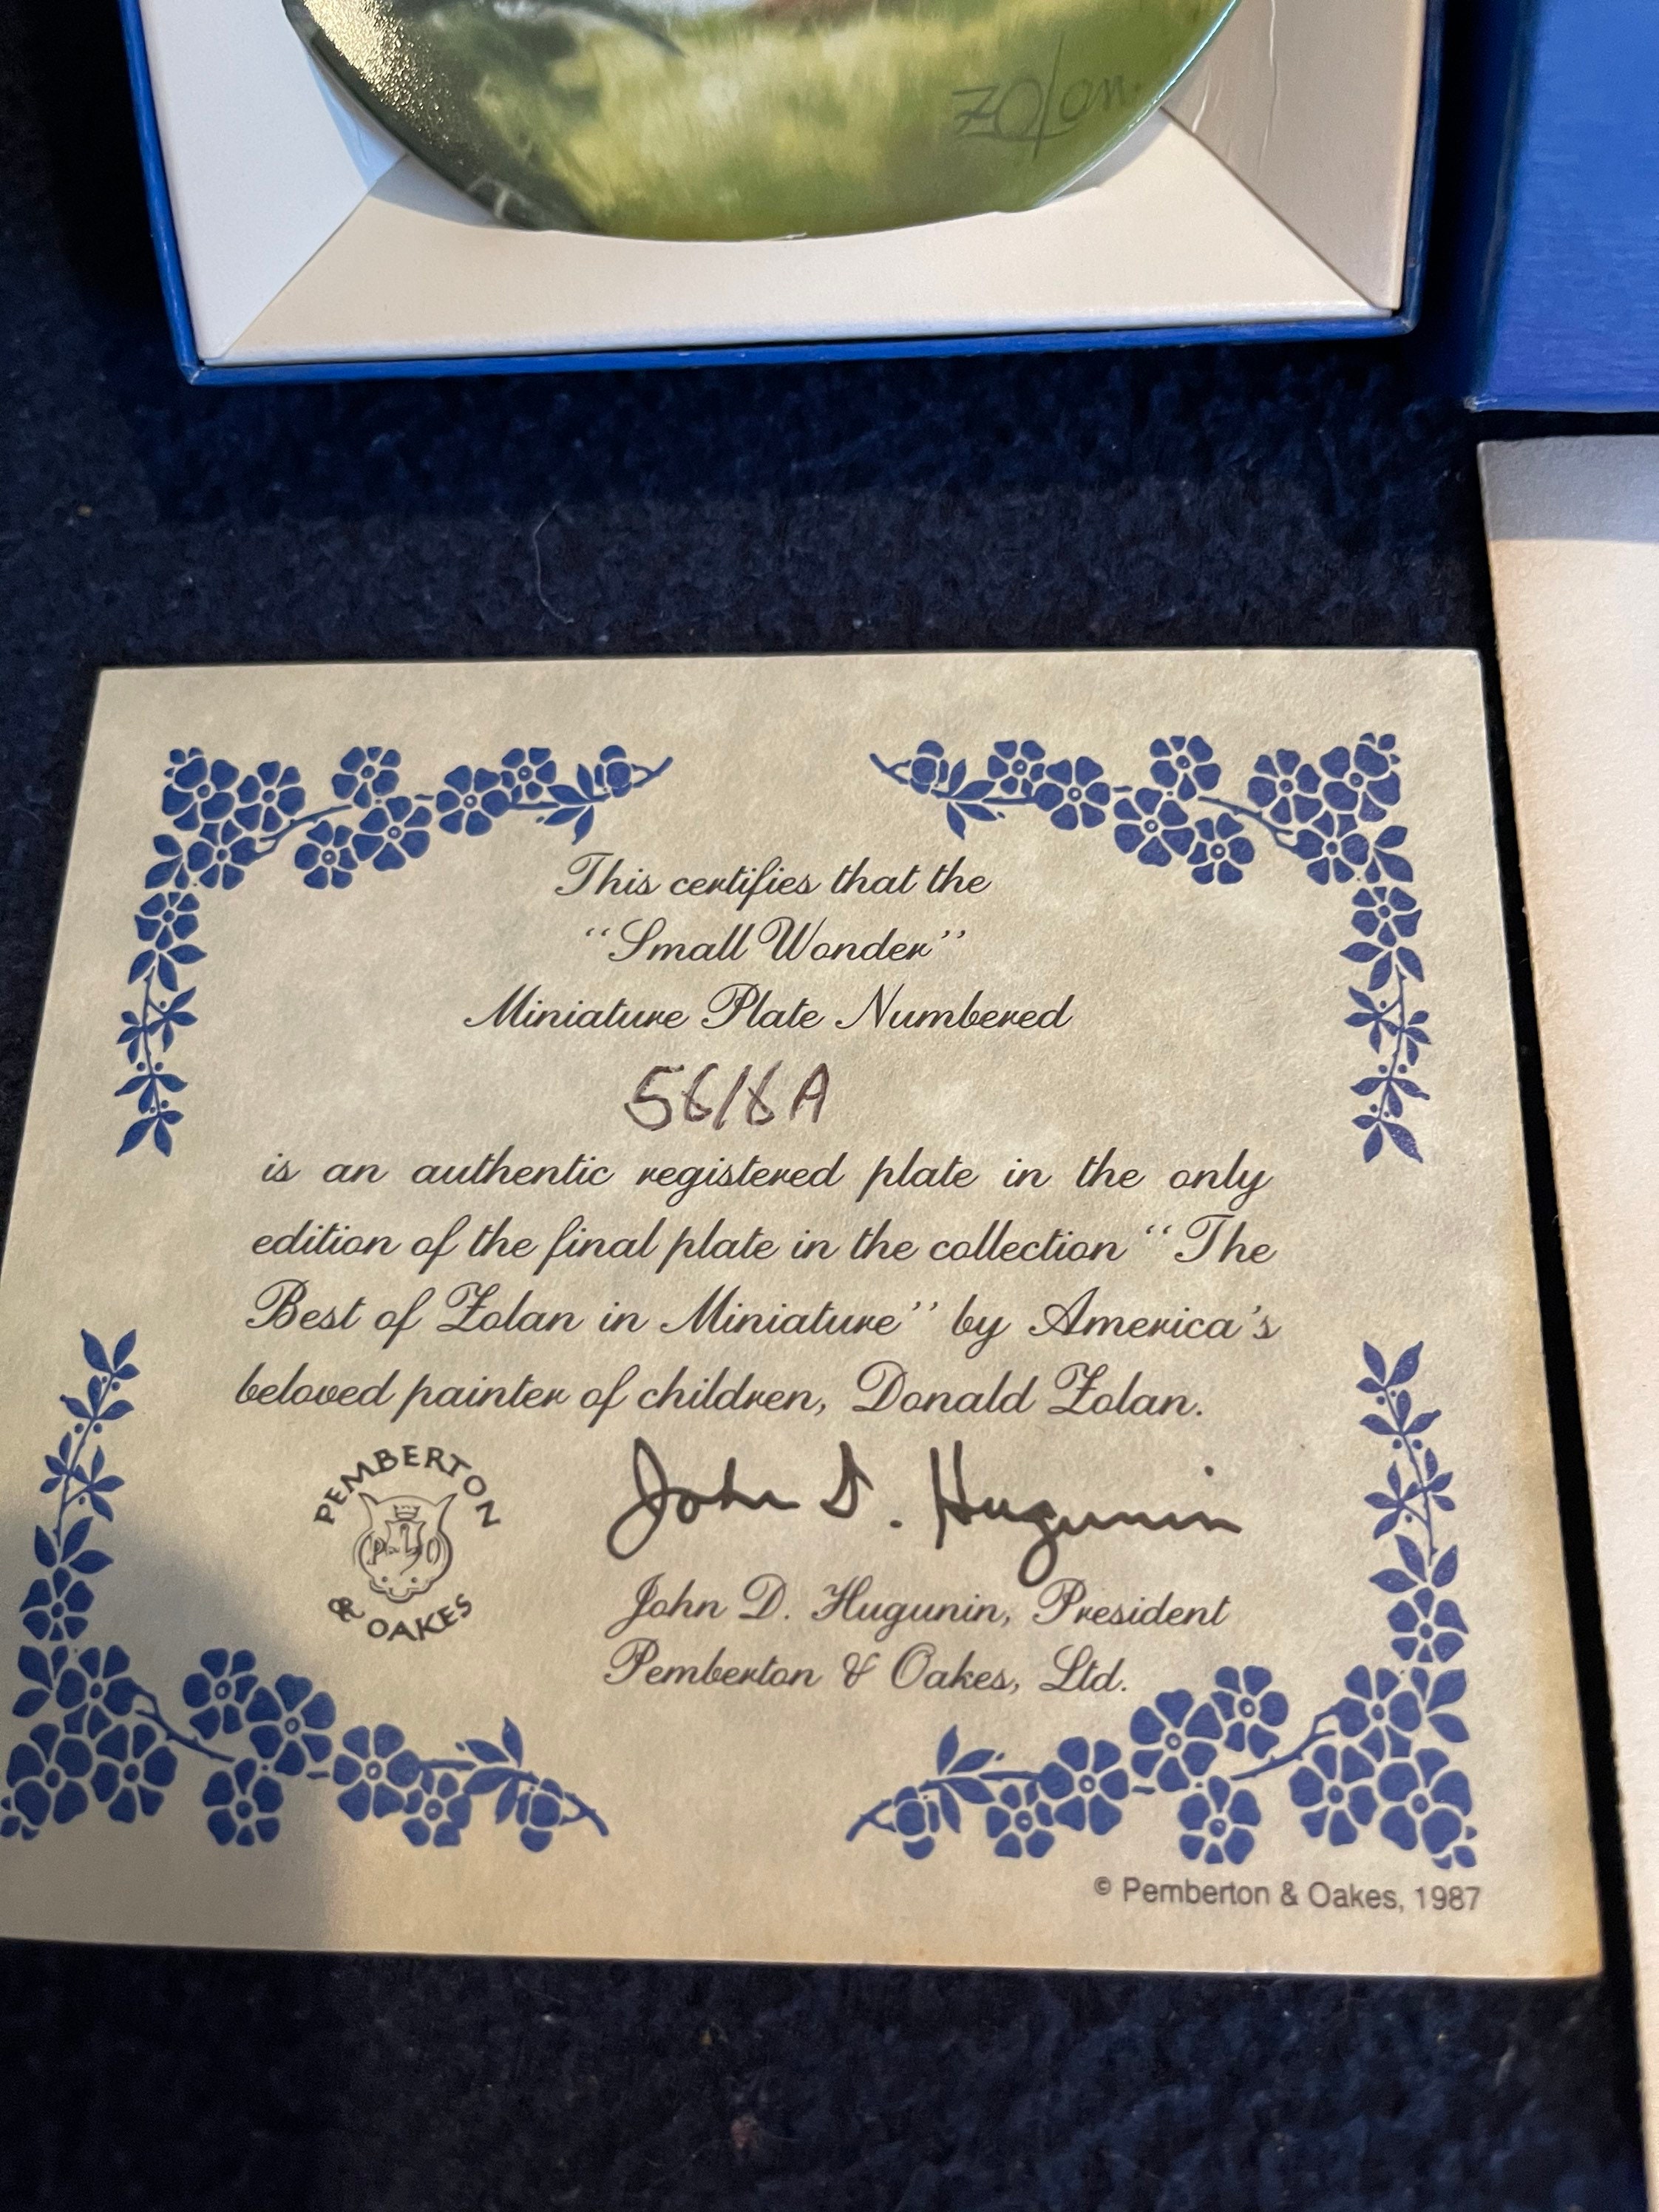 Zolan.
This certifies that the
“Small Wonder”
Miniature Plate Numbered
5616A
is an authentic registered plate in the only
edition of the final plate in the collection “The
Best of Zolan in Miniature” by America's
beloved painter of children, Donald Zolan.
PEMBERTON
& OAKES
John D. Hugunin
John D. Hugunin, President
Pemberton & Oakes, Ltd.
© Pemberton & Oakes, 1987